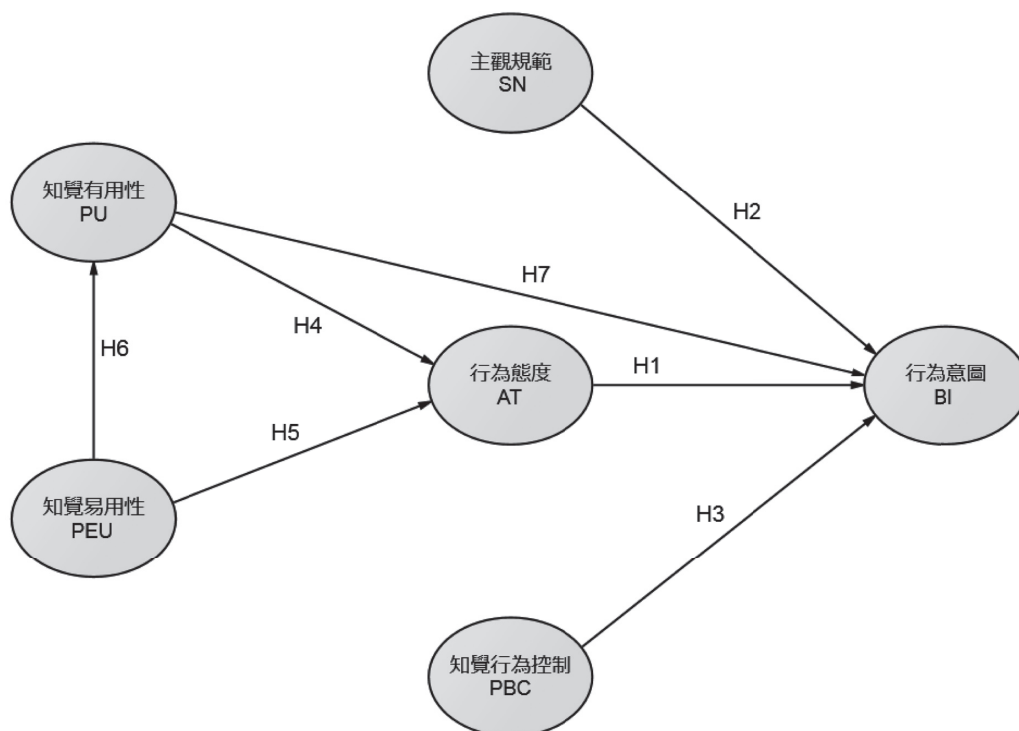 主觀規範
SN
知覺有用性
PU
H2
H7
H4
H6
行為態度
AT
H1
行為意圖
BI
H5
知覺易用性
PEU
H3
知覺行為控制
PBC